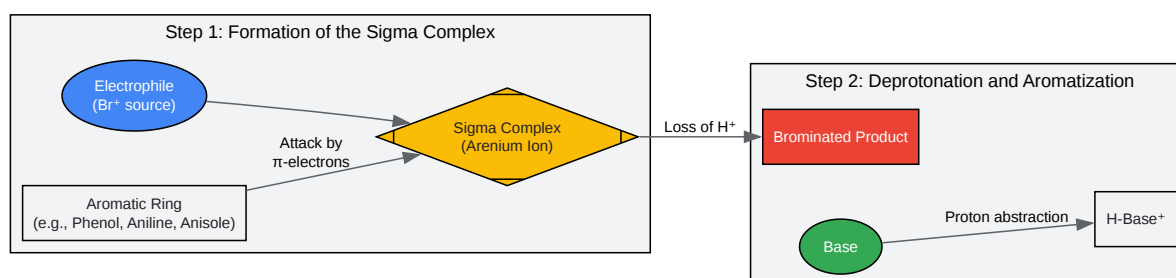 Step 1: Formation of the Sigma Complex
Electrophile
(Br⁺ source)
Attack by
π-electrons
Aromatic Ring
(e.g., Phenol, Aniline, Anisole)
Sigma Complex
(Arenium Ion)
Loss of H⁺
Step 2: Deprotonation and Aromatization
Brominated Product
Base
Proton abstraction
H-Base⁺